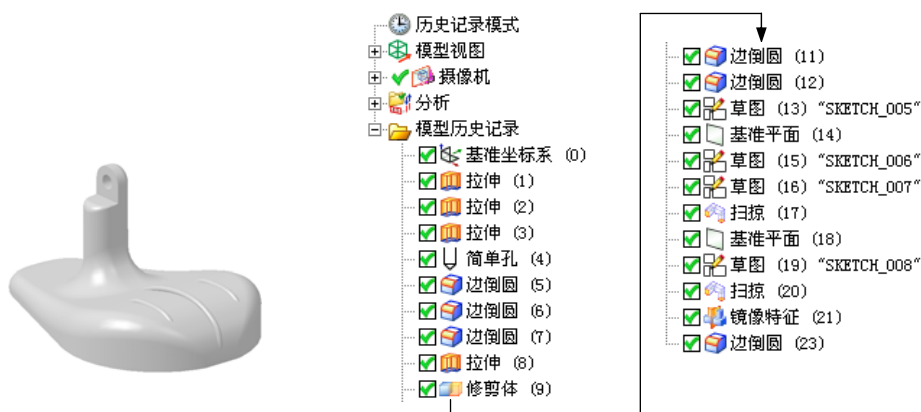 历史记录模式
模型视图
摄像机
分析
模型历史记录
基准坐标系 (0)
拉伸 (1)
拉伸 (2)
拉伸 (3)
简单孔 (4)
边倒圆 (5)
边倒圆 (6)
边倒圆 (7)
拉伸 (8)
修剪体 (9)
边倒圆 (11)
边倒圆 (12)
草图 (13) "SKETCH_005"
基准平面 (14)
草图 (15) "SKETCH_006"
草图 (16) "SKETCH_007"
扫掠 (17)
基准平面 (18)
草图 (19) "SKETCH_008"
扫掠 (20)
镜像特征 (21)
边倒圆 (23)